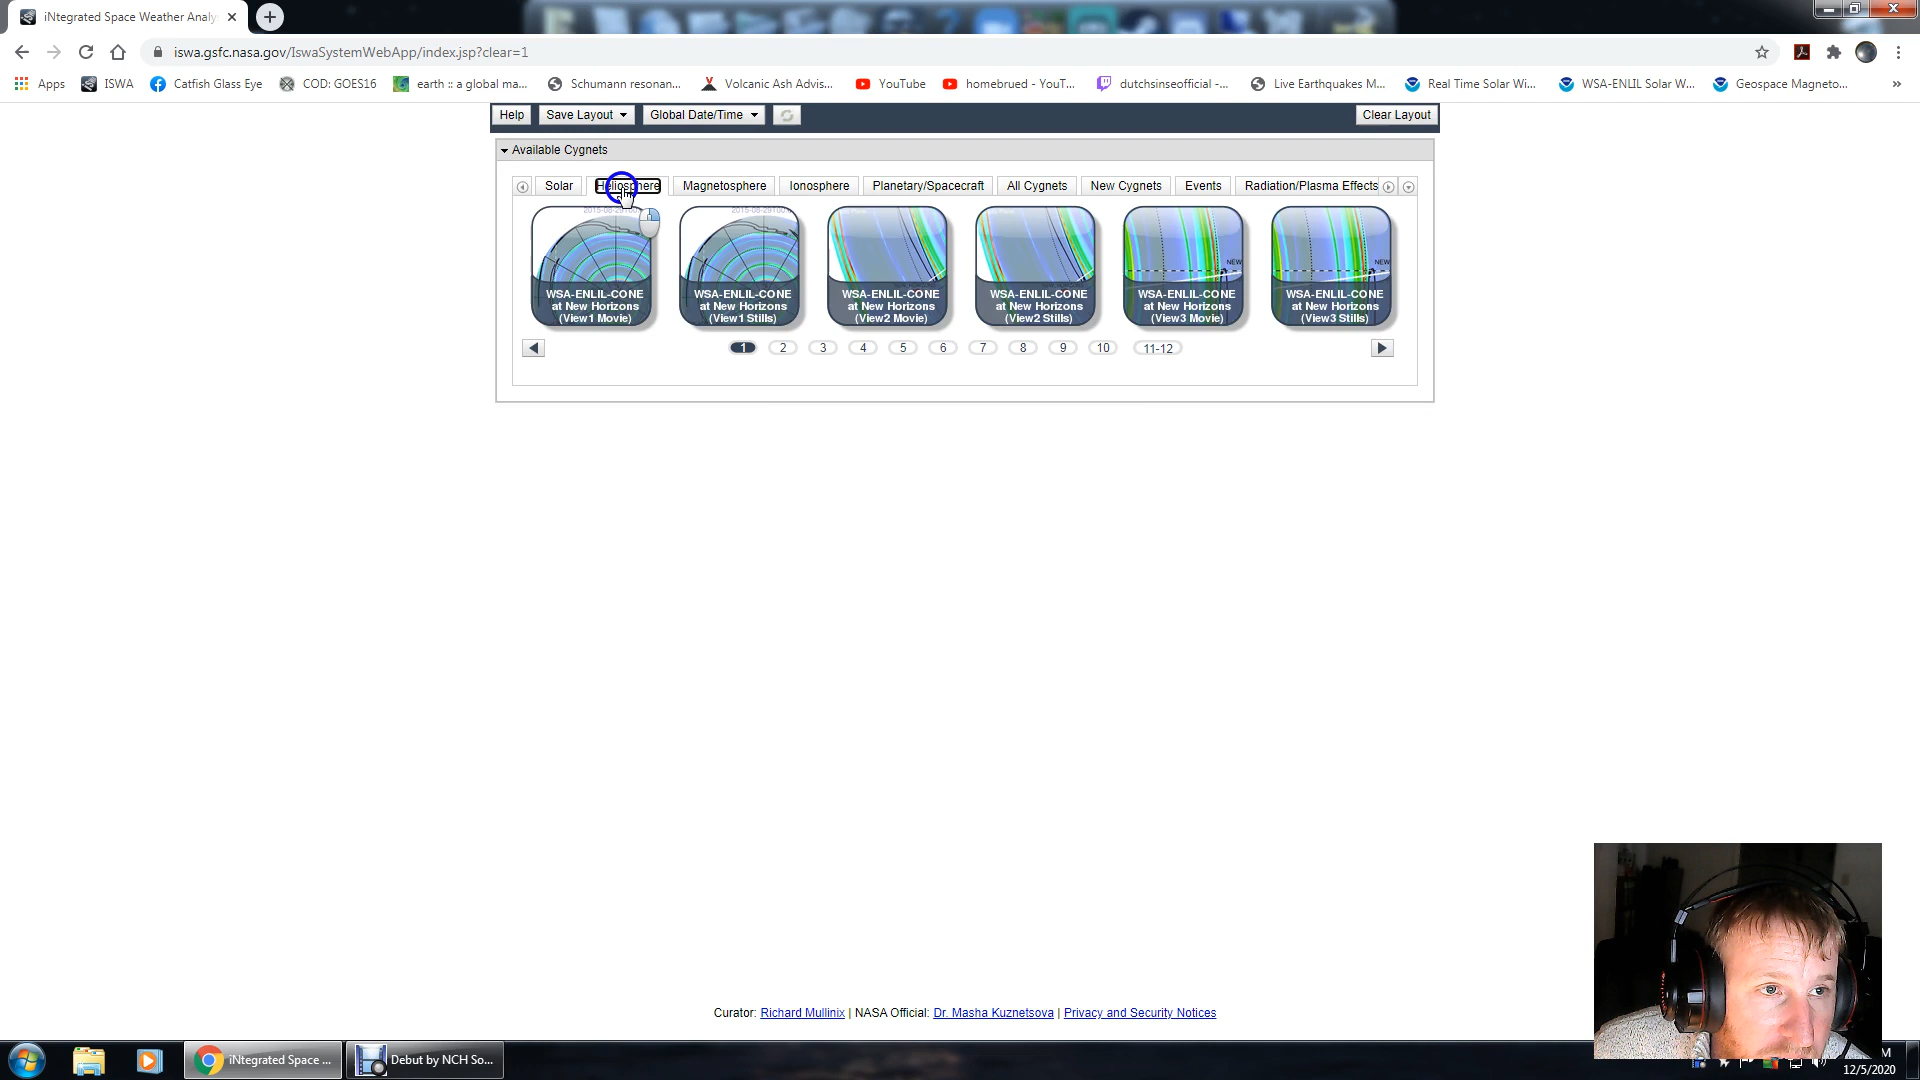 iNtegrated Space Weather Analy
iswa.gsfc.nasa.gov/IswaSystemWebApp/index.jsp?clear=1
Apps ISWA Catfish Glass Eye COD: GOES16 earth :: a global ma... Schumann resonan... Volcanic Ash Advis... YouTube homebrued - YouT... dutchsinseofficial -... Live Earthquakes M... Real Time Solar Wi... WSA-ENLIL Solar W... Geospace Magneto... »
Help Save Layout Global Date/Time Clear Layout
Available Cygnets
Solar Heliosphere Magnetosphere Ionosphere Planetary/Spacecraft All Cygnets New Cygnets Events Radiation/Plasma Effects
NEW NEW
WSA-ENLIL-CONE WSA-ENLIL-CONE WSA-ENLIL-CONE WSA-ENLIL-CONE WSA-ENLIL-CONE WSA-ENLIL-CONE
at New Horizons at New Horizons at New Horizons at New Horizons at New Horizons at New Horizons
(View1 Movie) (View1 Stills) (View2 Movie) (View2 Stills) (View3 Movie) (View3 Stills)
1 2 3 4 5 6 7 8 9 10 11-12
Curator: Richard Mullinix | NASA Official: Dr. Masha Kuznetsova | Privacy and Security Notices
iNtegrated Space ... Debut by NCH So...
M
12/5/2020